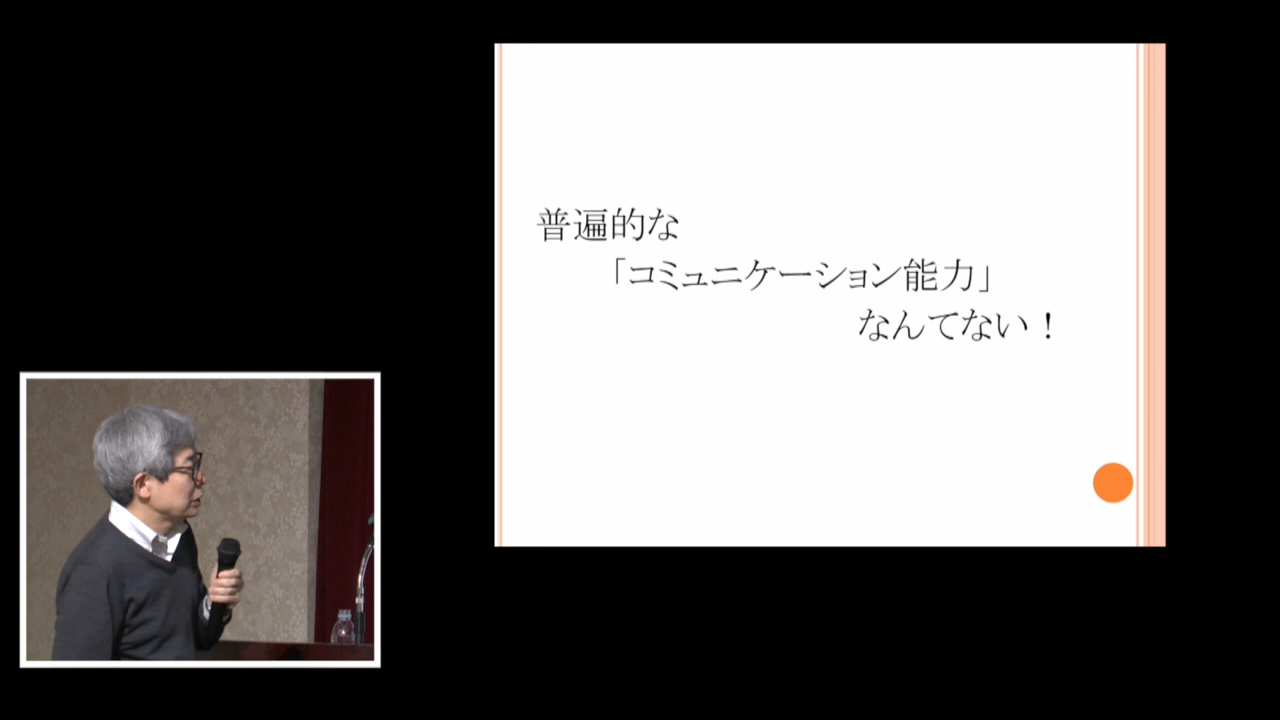 普遍的な
「コミュニケーション能力」
なんてない！